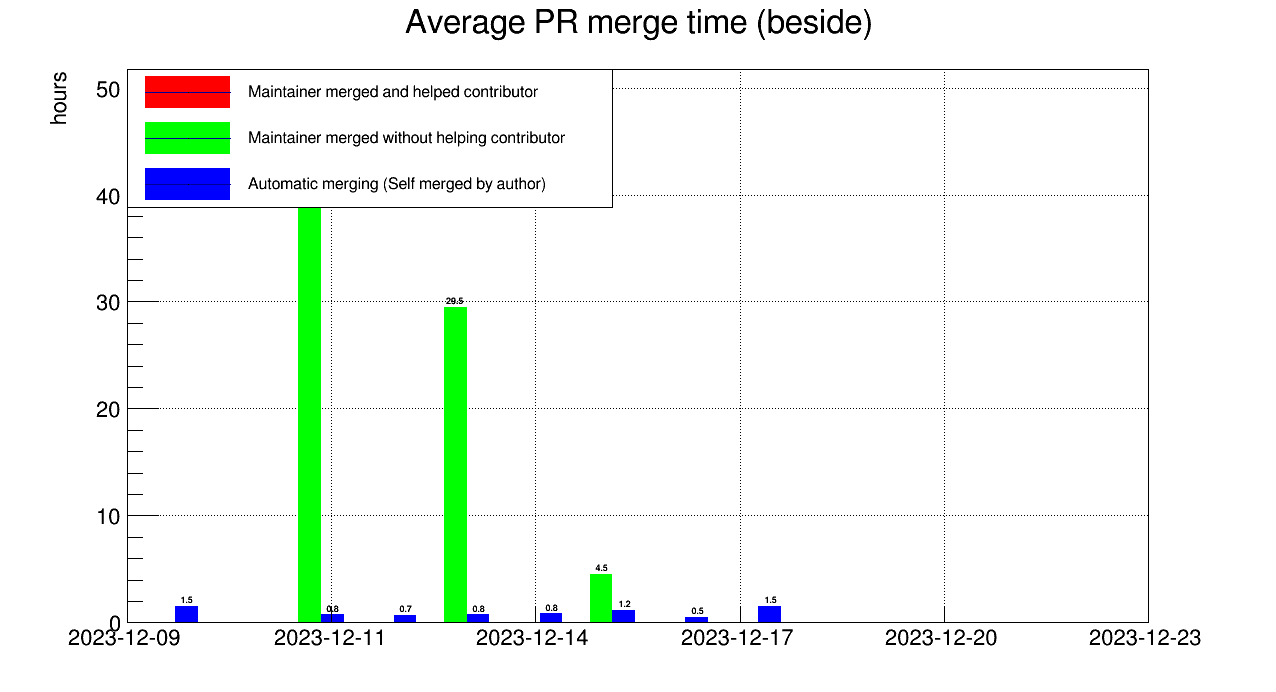 Average PR merge time (beside)
hours
50
Maintainer merged and helped contributor
Maintainer merged without helping contributor
Automatic merging (Self merged by author)
40
30
29.5
20
10
4.5
1.5
0.8
0.7
0.8
0.8
1.2
0.5
1.5
0
2023-12-09 2023-12-11 2023-12-14 2023-12-17 2023-12-20 2023-12-23